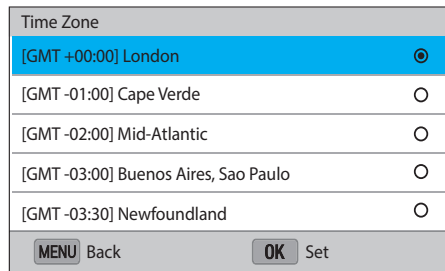 Time Zone
[GMT +00:00] London
[GMT -01:00] Cape Verde
[GMT -02:00] Mid-Atlantic
[GMT -03:00] Buenos Aires, Sao Paulo
[GMT -03:30] Newfoundland
MENU Back OK Set